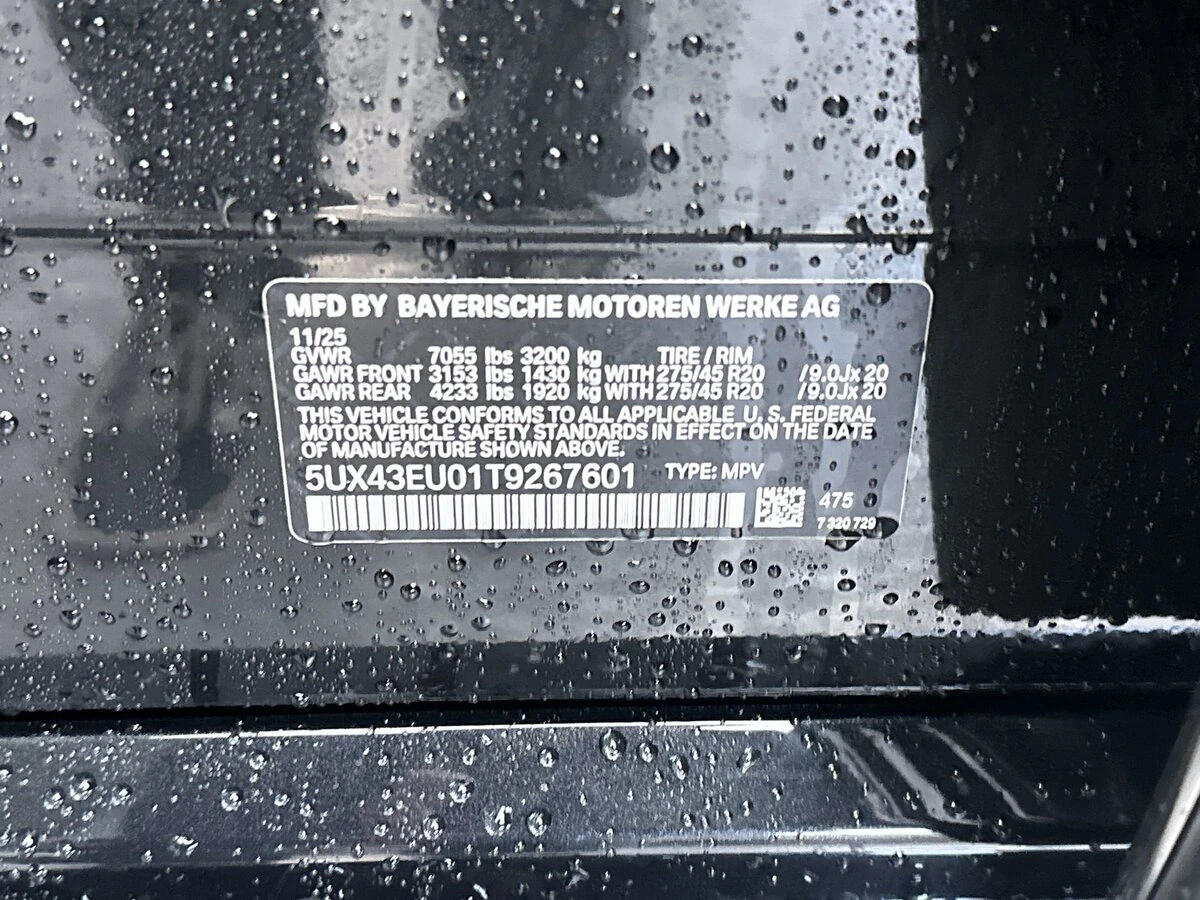 MFD BY BAYERISCHE MOTOREN WERKE AG
11/25
GVWR 7055 lbs 3200 kg TIRE / RIM
GAWR FRONT 3153 lbs 1430 kg WITH 275/45 R20 / 9.0Jx 20
GAWR REAR 4233 lbs 1920 kg WITH 275/45 R20 / 9.0Jx 20
THIS VEHICLE CONFORMS TO ALL APPLICABLE U. S. FEDERAL
MOTOR VEHICLE SAFETY STANDARDS IN EFFECT ON THE DATE
OF MANUFACTURE SHOWN ABOVE.
5UX43EU01T9267601 TYPE: MPV
475
7 320 729